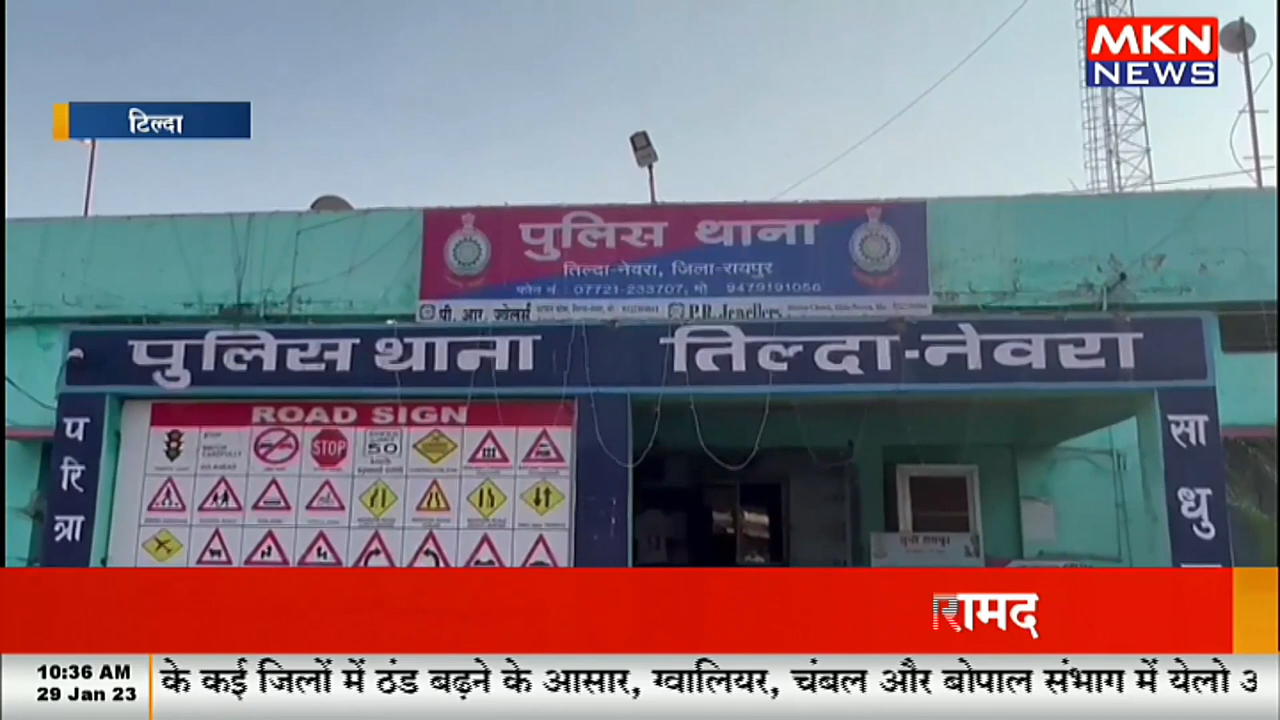 MKN
NEWS
टिल्दा
पुलिस थाना
तिल्दा-नेवरा, जिला-रायपुर
फोन नं : 07721-233707, मो 9479191056
पी. आर. ज्वेलर्स P.R. Jewellers
पुलिस थाना तिल्दा-नेवरा
परित्रा
साधु
ROAD SIGN
STOP
50
रामद
10:36 AM
29 Jan 23
के कई जिलों में ठंड बढ़ने के आसार, ग्वालियर, चंबल और बोपाल संभाग में येलो